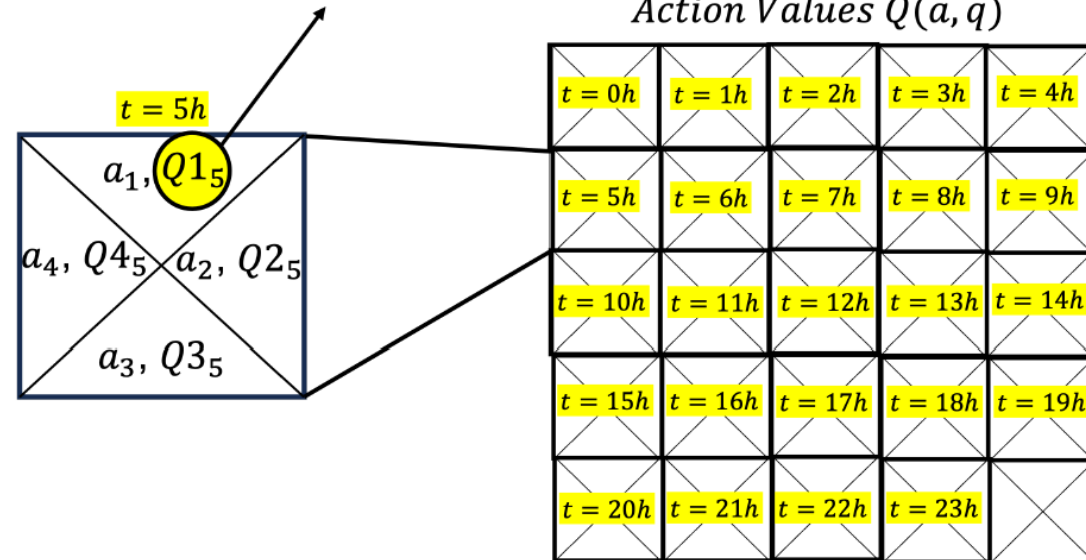 Action Values Q(a, q)
t = 5h
a₁, Q1₅
a₄, Q4₅ a₂, Q2₅
a₃, Q3₅
t = 0h t = 1h t = 2h t = 3h t = 4h
t = 5h t = 6h t = 7h t = 8h t = 9h
t = 10h t = 11h t = 12h t = 13h t = 14h
t = 15h t = 16h t = 17h t = 18h t = 19h
t = 20h t = 21h t = 22h t = 23h